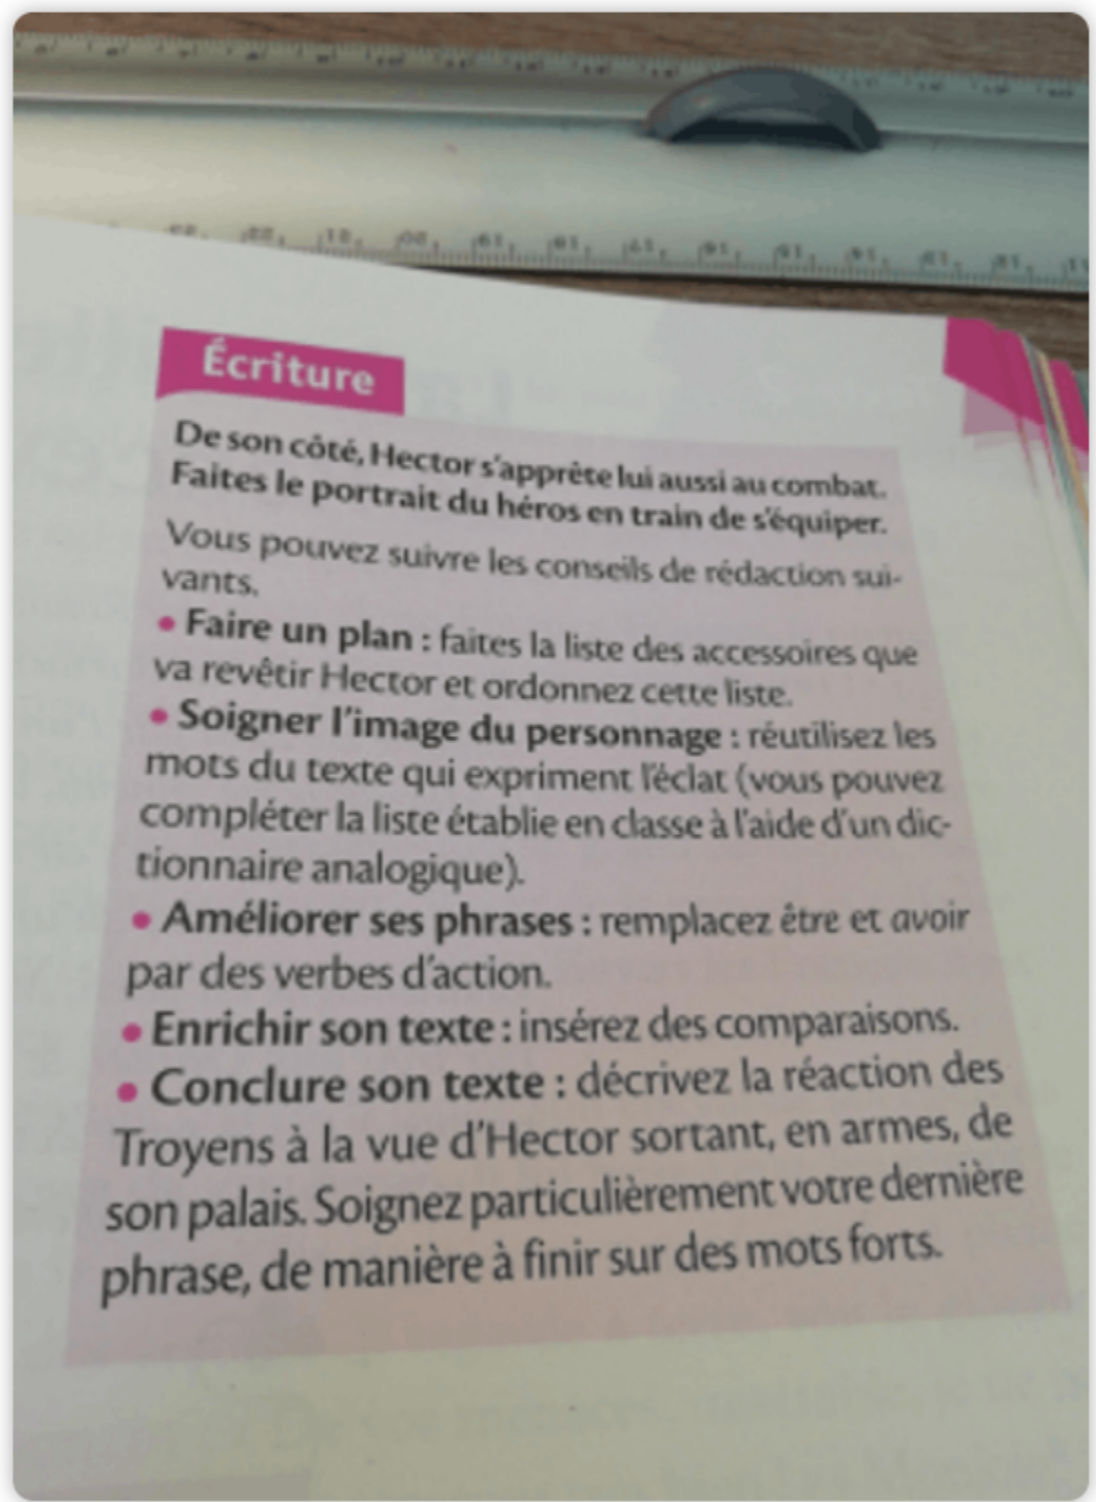 Écriture
De son côté, Hector s'apprête lui aussi au combat.
Faites le portrait du héros en train de s'équiper.
Vous pouvez suivre les conseils de rédaction sui-
vants.
• Faire un plan : faites la liste des accessoires que
va revêtir Hector et ordonnez cette liste.
• Soigner l'image du personnage : réutilisez les
mots du texte qui expriment l'éclat (vous pouvez
compléter la liste établie en classe à l'aide d'un dic-
tionnaire analogique).
• Améliorer ses phrases : remplacez être et avoir
par des verbes d'action.
• Enrichir son texte : insérez des comparaisons.
• Conclure son texte : décrivez la réaction des
Troyens à la vue d'Hector sortant, en armes, de
son palais. Soignez particulièrement votre dernière
phrase, de manière à finir sur des mots forts.